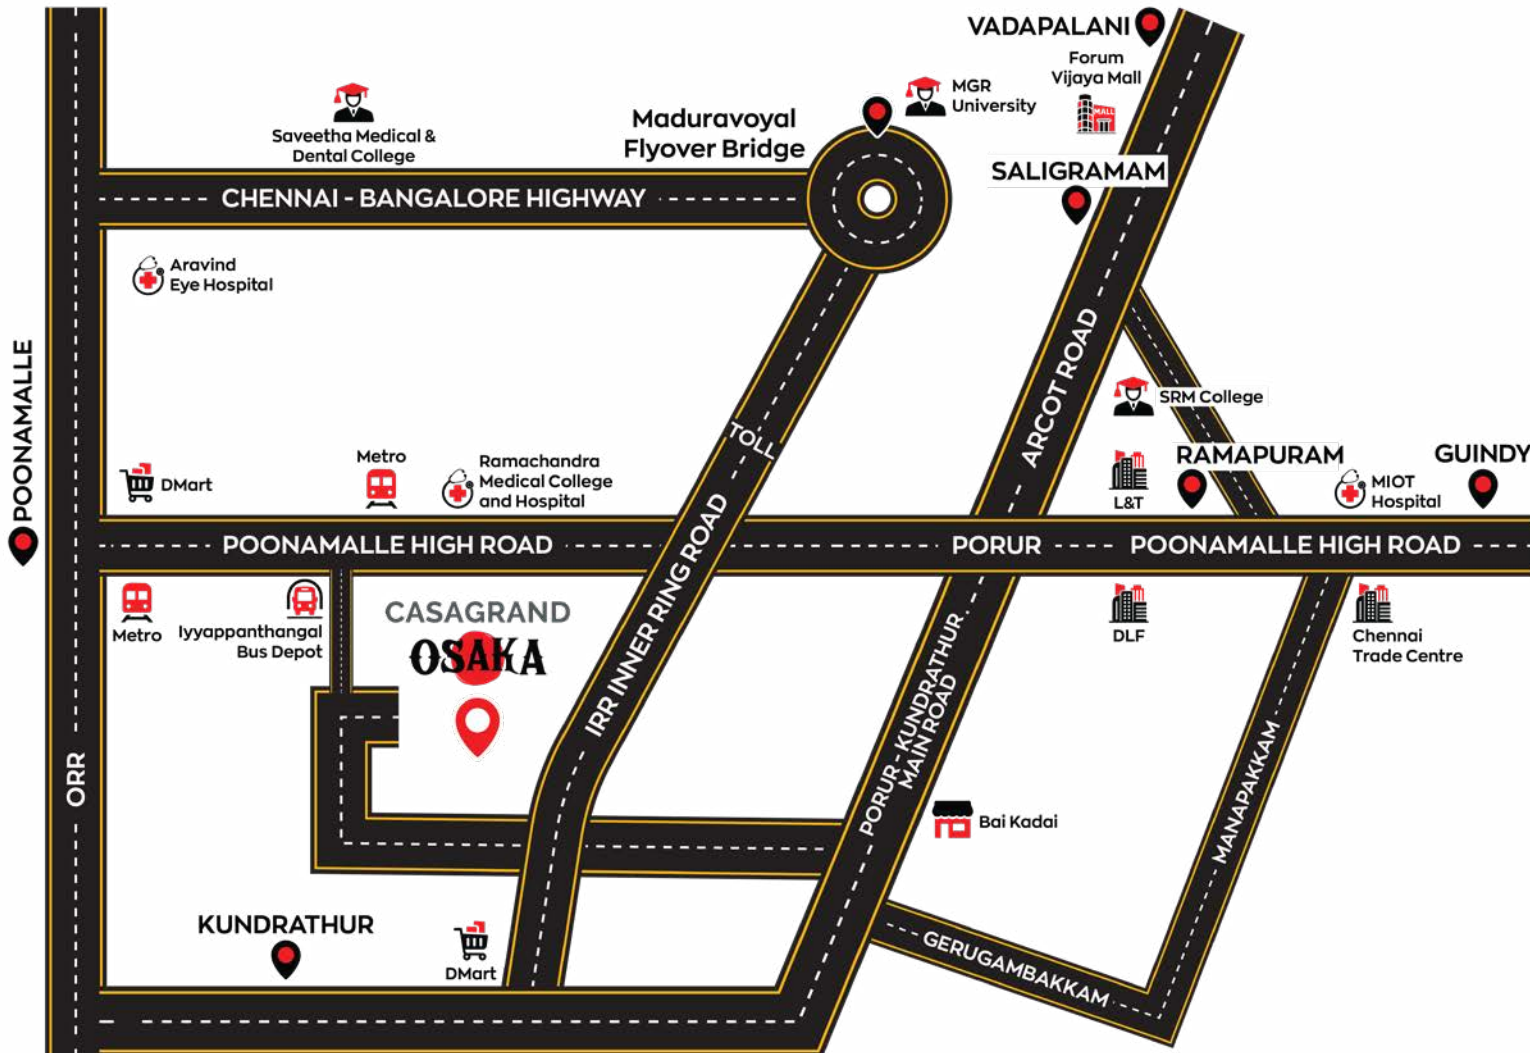 VADAPALANI
Forum
Vijaya Mall
MALL
MGR
University
Saveetha Medical &
Dental College
Maduravoyal
Flyover Bridge
SALIGRAMAM
CHENNAI - BANGALORE HIGHWAY
Aravind
Eye Hospital
ARCOT ROAD
POONAMALLE
SRM College
TOLL
DMart
Metro
Ramachandra
Medical College
and Hospital
L&T
RAMAPURAM
MIOT
Hospital
GUINDY
POONAMALLE HIGH ROAD
PORUR
POONAMALLE HIGH ROAD
IRR INNER RING ROAD
Metro
Iyyappanthangal
Bus Depot
CASAGRAND
OSAKA
DLF
Chennai
Trade Centre
PORUR - KUNDRATHUR
MAIN ROAD
ORR
MANAPAKKAM
Bai Kadai
KUNDRATHUR
DMart
GERUGAMBAKKAM